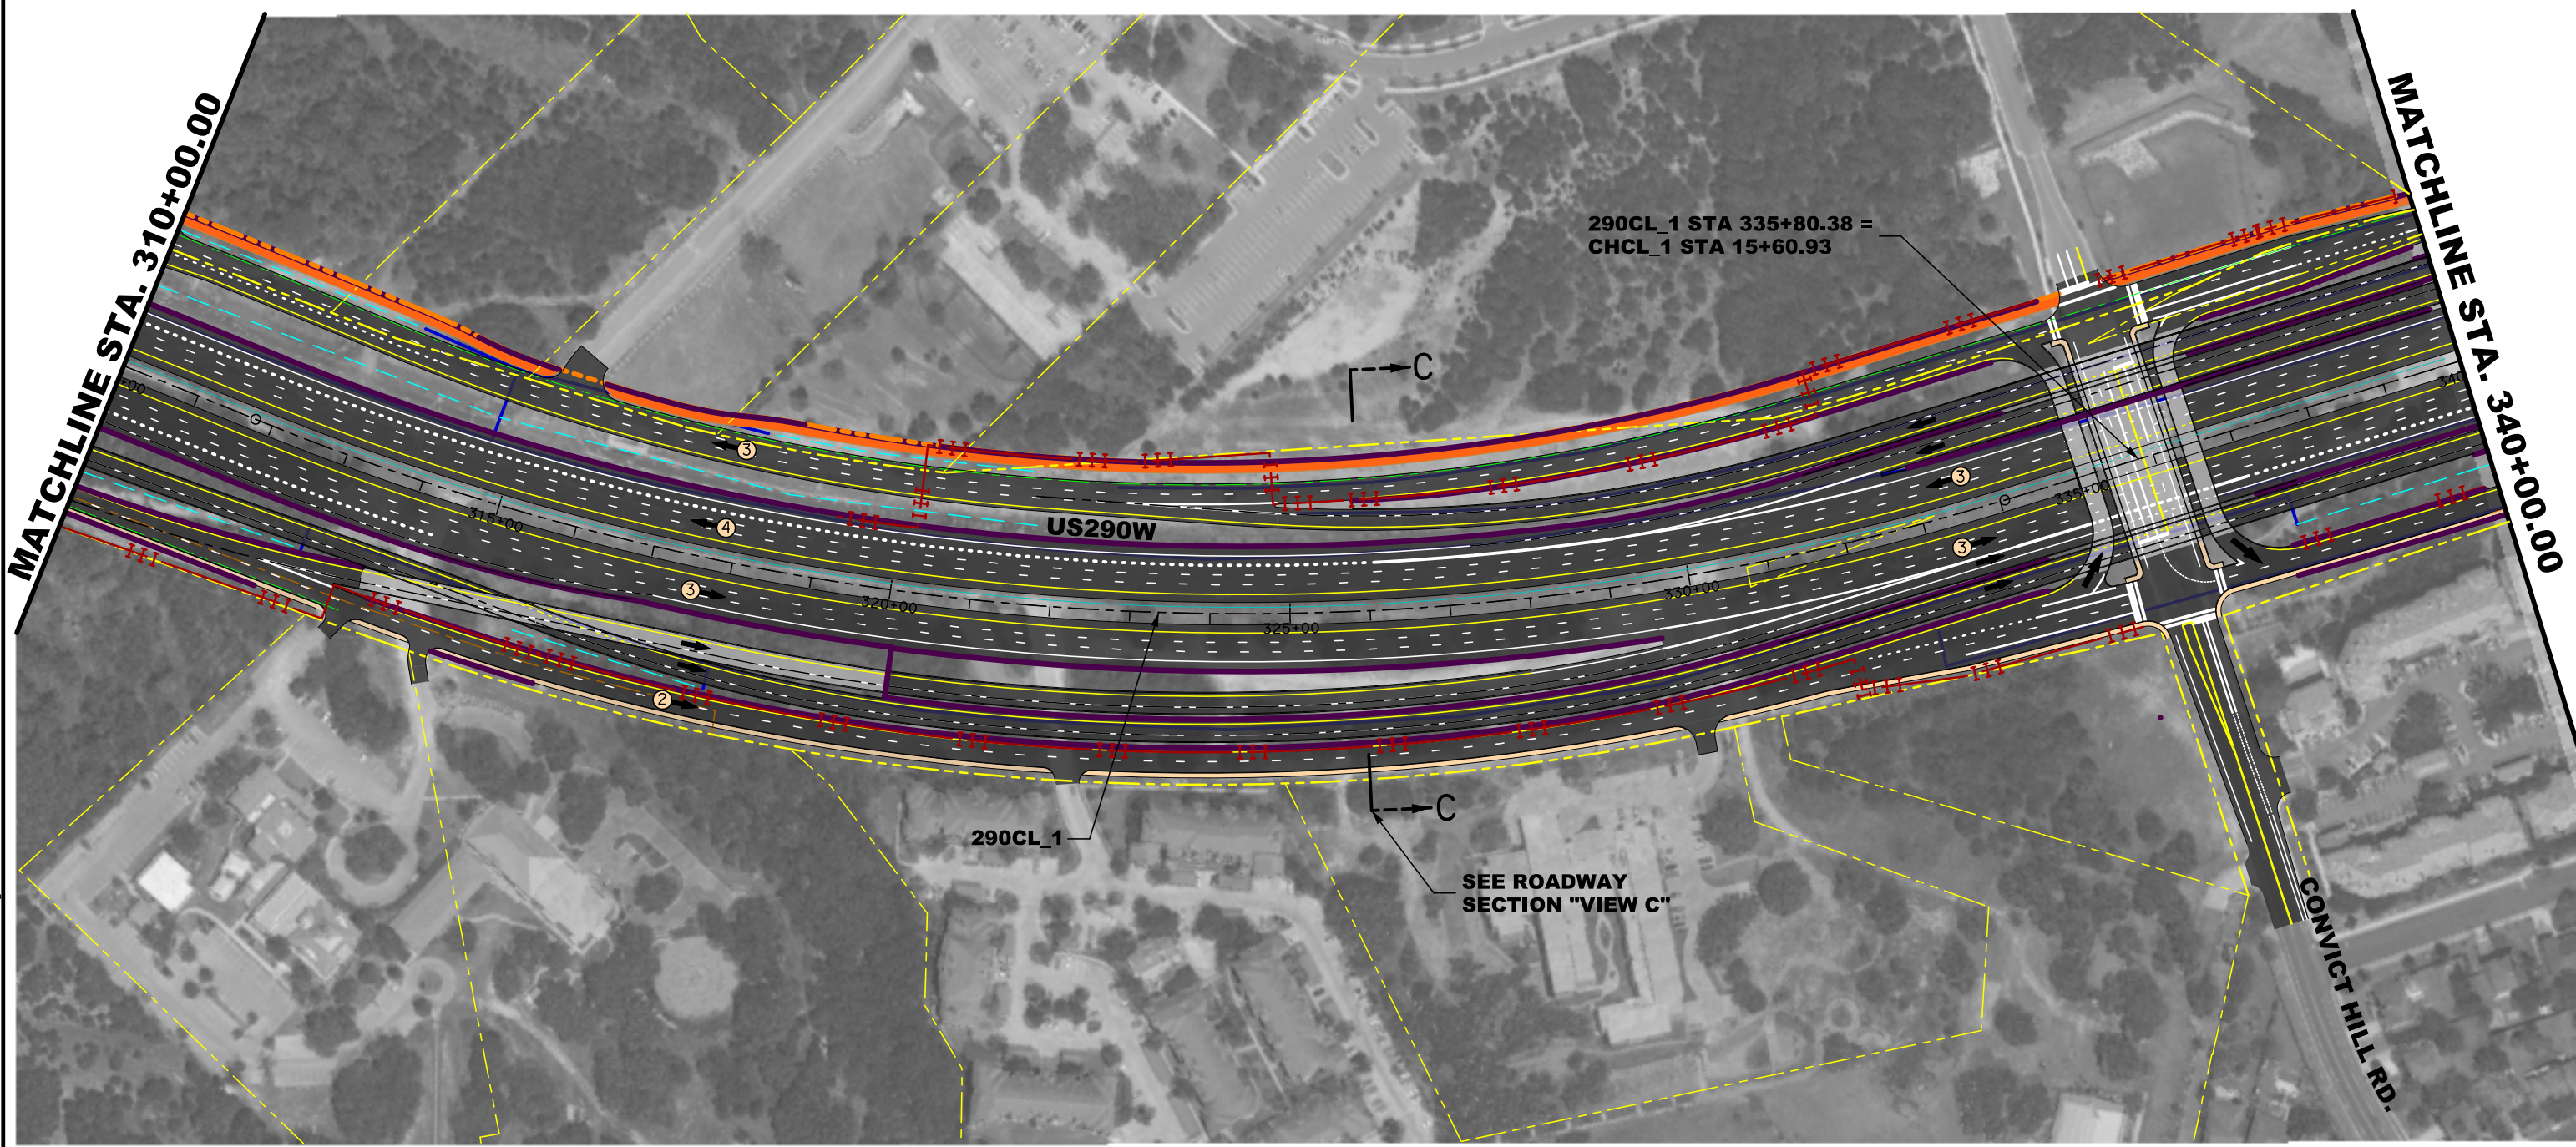 MATCHLINE STA. 310+00.00
MATCHLINE STA. 340+00.00
290CL_1 STA 335+80.38 =
CHCL_1 STA 15+60.93
C
3
3
4
US290W
340
335+00
3
315+00
3
330+00
320+00
325+00
2
C
290CL_1
SEE ROADWAY
SECTION "VIEW C"
CONVICT HILL RD.